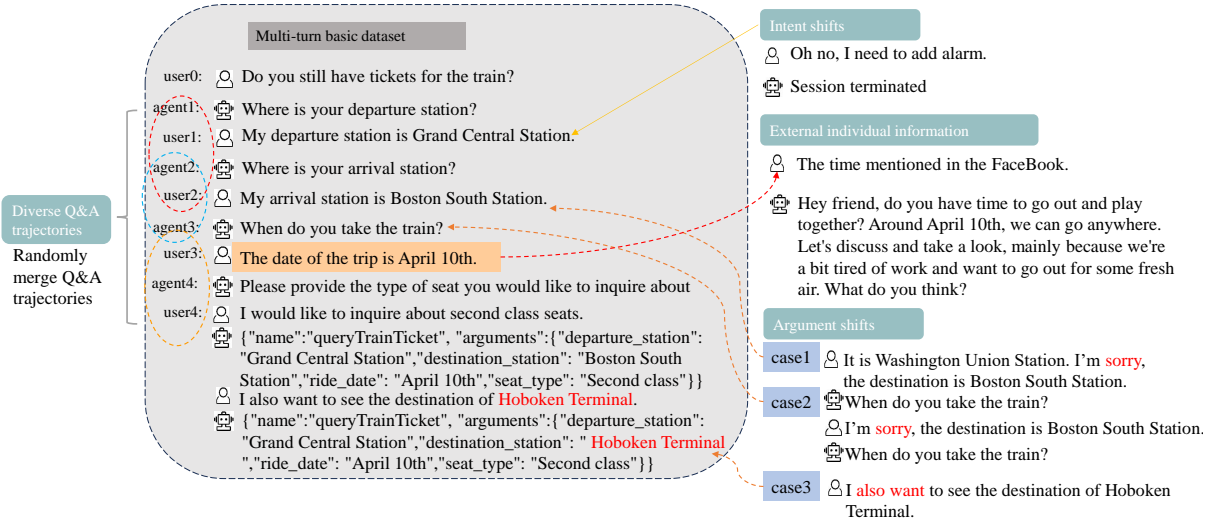 Multi-turn basic dataset
user0: Do you still have tickets for the train?
agent1: Where is your departure station?
user1: My departure station is Grand Central Station.
agent2: Where is your arrival station?
user2: My arrival station is Boston South Station.
agent3: When do you take the train?
user3: The date of the trip is April 10th.
agent4: Please provide the type of seat you would like to inquire about
user4: I would like to inquire about second class seats.
{"name":"queryTrainTicket", "arguments":{"departure_station":
"Grand Central Station","destination_station": "Boston South
Station","ride_date": "April 10th","seat_type": "Second class"}}
I also want to see the destination of Hoboken Terminal.
{"name":"queryTrainTicket", "arguments":{"departure_station":
"Grand Central Station","destination_station": " Hoboken Terminal
","ride_date": "April 10th","seat_type": "Second class"}}
Diverse Q&A
trajectories
Randomly
merge Q&A
trajectories
Intent shifts
Oh no, I need to add alarm.
Session terminated
External individual information
The time mentioned in the FaceBook.
Hey friend, do you have time to go out and play
together? Around April 10th, we can go anywhere.
Let's discuss and take a look, mainly because we're
a bit tired of work and want to go out for some fresh
air. What do you think?
Argument shifts
case1 It is Washington Union Station. I'm sorry,
the destination is Boston South Station.
case2 When do you take the train?
I'm sorry, the destination is Boston South Station.
When do you take the train?
case3 I also want to see the destination of Hoboken
Terminal.